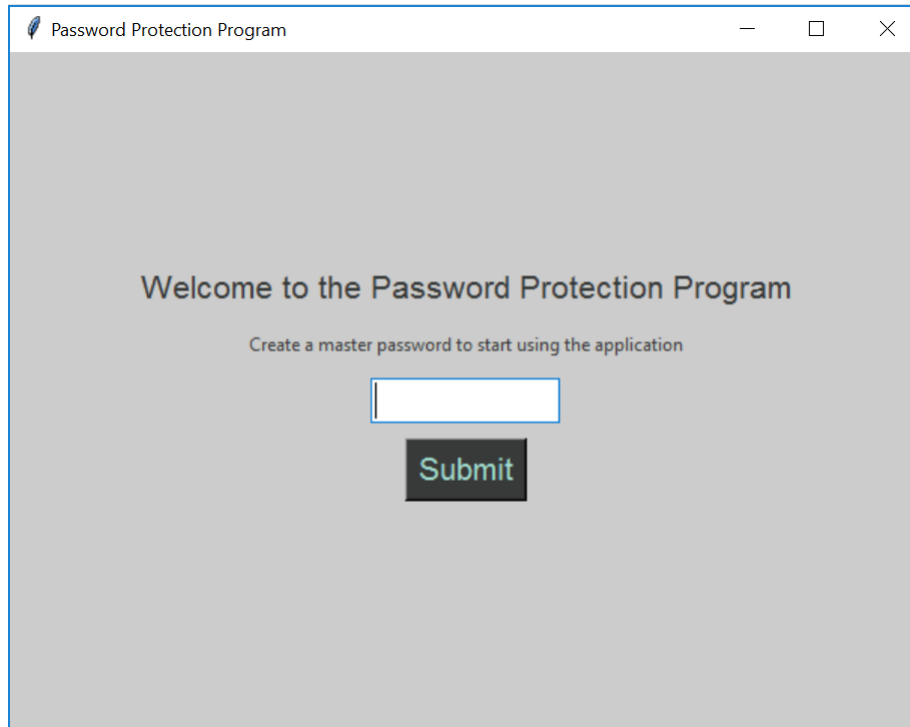 Password Protection Program
Welcome to the Password Protection Program
Create a master password to start using the application
Submit